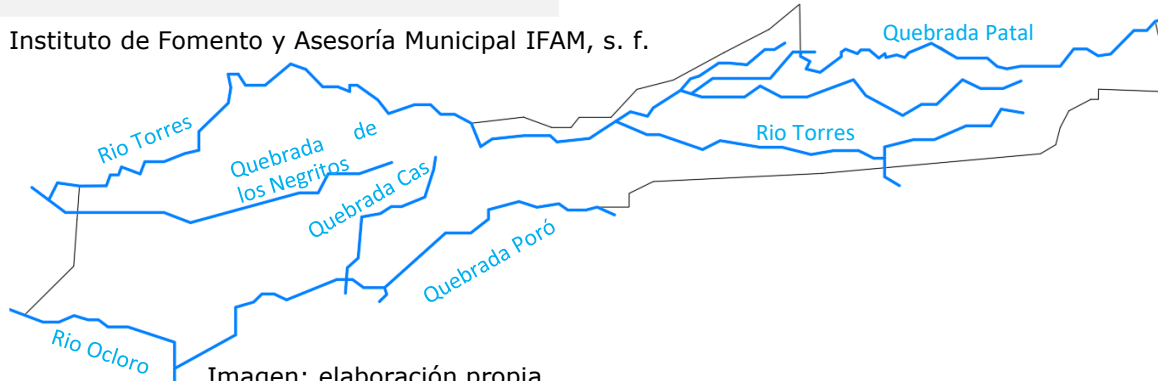 Instituto de Fomento y Asesoría Municipal IFAM, s. f.
Quebrada Patal
Rio Torres
Rio Torres
Quebrada de
los Negritos
Quebrada Cas
Quebrada Poró
Rio Ocloro
Imagen: elaboración propia